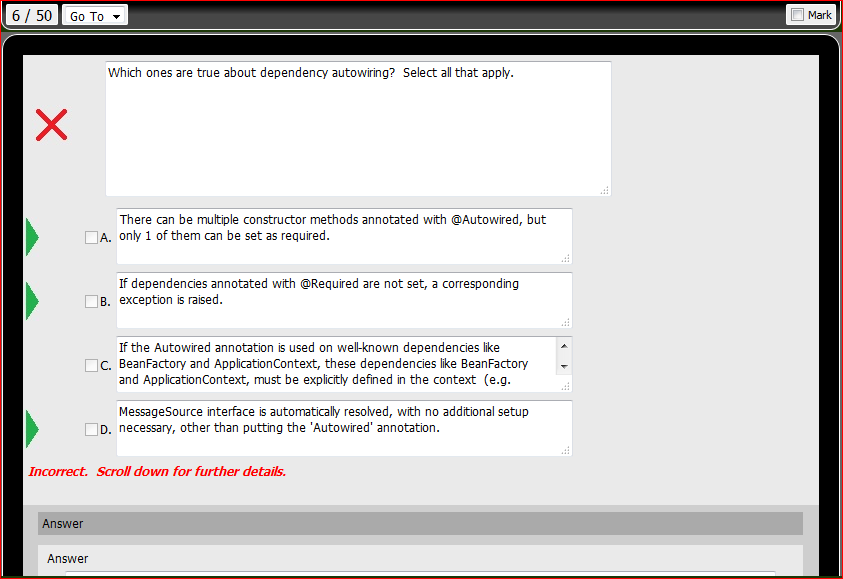 6 / 50 Go To Mark
Which ones are true about dependency autowiring?  Select all that apply.
A. There can be multiple constructor methods annotated with @Autowired, but
only 1 of them can be set as required.
B. If dependencies annotated with @Required are not set, a corresponding
exception is raised.
C. If the Autowired annotation is used on well-known dependencies like
BeanFactory and ApplicationContext, these dependencies like BeanFactory
and ApplicationContext, must be explicitly defined in the context  (e.g.
D. MessageSource interface is automatically resolved, with no additional setup
necessary, other than putting the 'Autowired' annotation.
Incorrect.  Scroll down for further details.
Answer
Answer